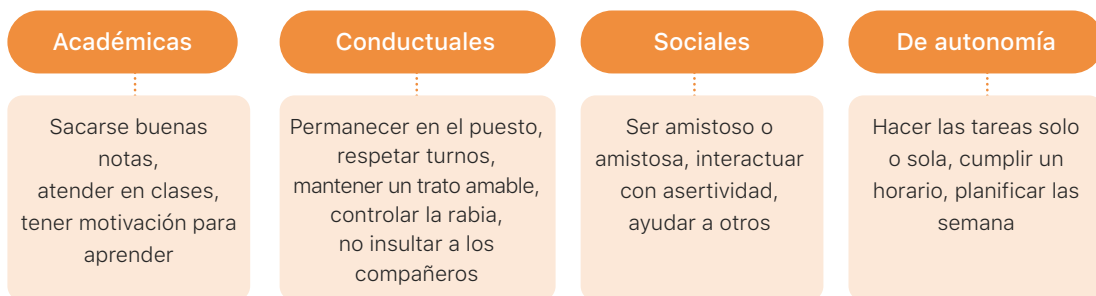 Académicas
Sacarse buenas
notas,
atender en clases,
tener motivación para
aprender
Conductuales
Permanecer en el puesto,
respetar turnos,
mantener un trato amable,
controlar la rabia,
no insultar a los
compañeros
Sociales
Ser amistoso o
amistosa, interactuar
con asertividad,
ayudar a otros
De autonomía
Hacer las tareas solo
o sola, cumplir un
horario, planificar las
semana